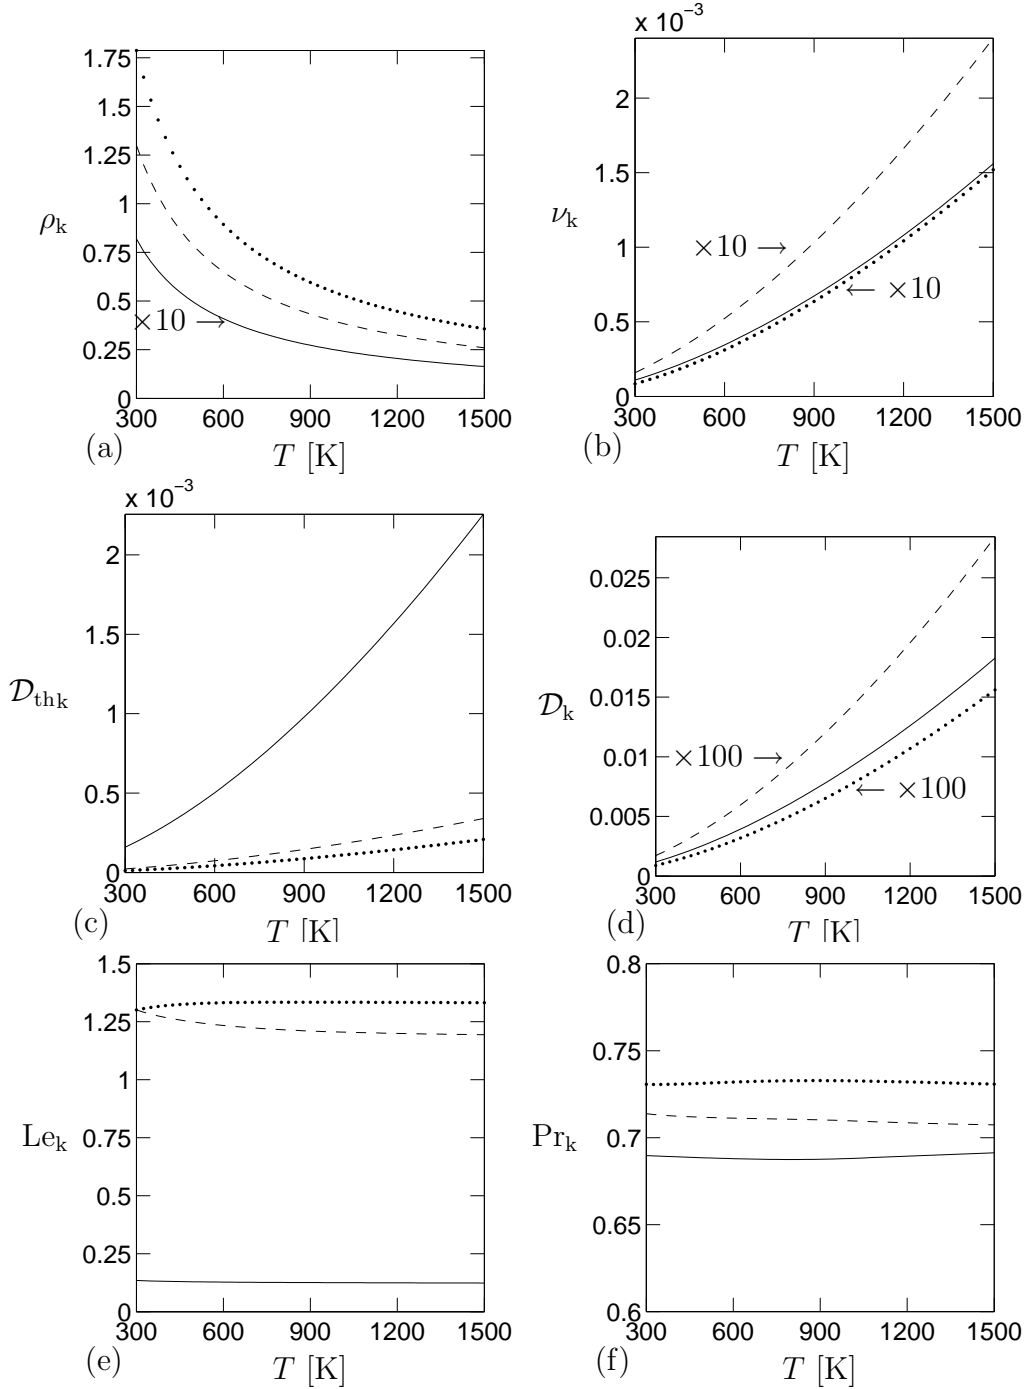 1.75
1.5
1.25
1
0.75
0.5
0.25
0
ρk
×10 →
300 600 900 1200 1500
(a)
T [K]
x 10−3
2
1.5
1
0.5
0
νk
×10 →
← ×10
300 600 900 1200 1500
(b)
T [K]
x 10−3
2
1.5
1
0.5
0
𝒟thk
300 600 900 1200 1500
(c)
T [K]
0.025
0.02
0.015
0.01
0.005
0
𝒟k
×100 →
← ×100
300 600 900 1200 1500
(d)
T [K]
1.5
1.25
1
0.75
0.5
0.25
0
Lek
300 600 900 1200 1500
(e)
T [K]
0.8
0.75
0.7
0.65
0.6
Prk
300 600 900 1200 1500
(f)
T [K]